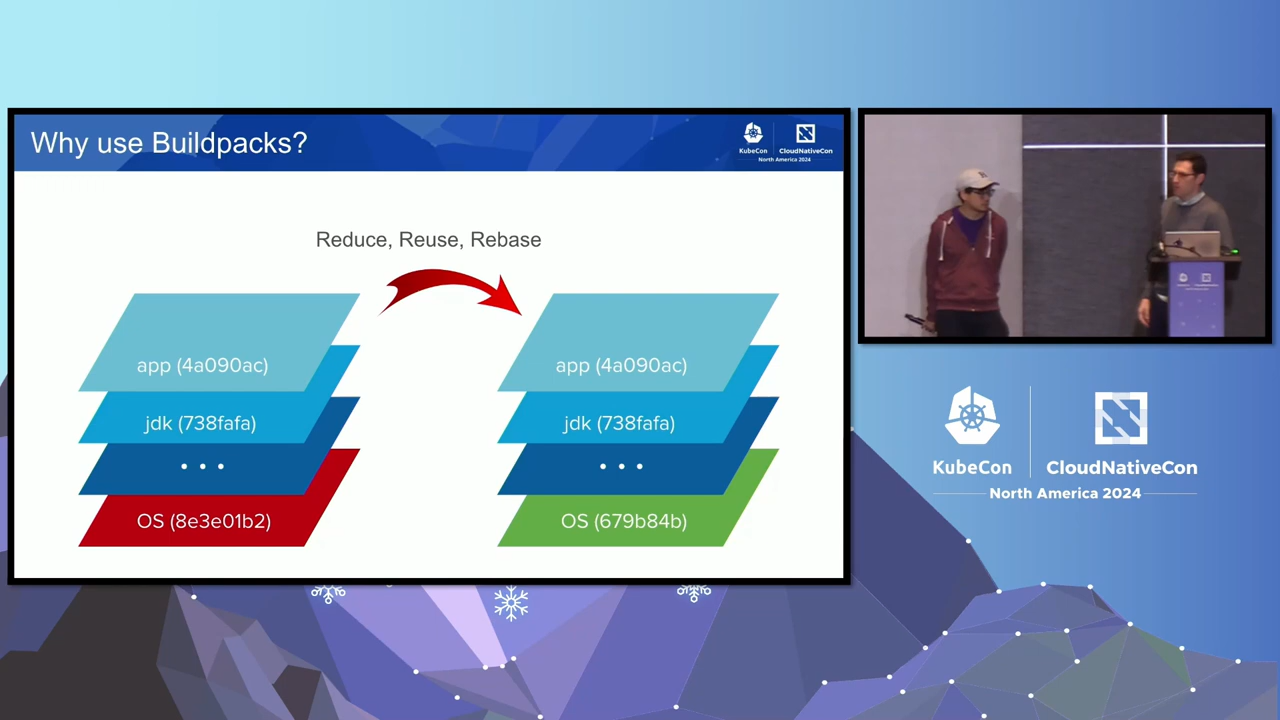 Why use Buildpacks?
KubeCon
CloudNativeCon
North America 2024
Reduce, Reuse, Rebase
app (4a090ac)
jdk (738fafa)
• • •
OS (8e3e01b2)
app (4a090ac)
jdk (738fafa)
• • •
OS (679b84b)
KubeCon
CloudNativeCon
North America 2024